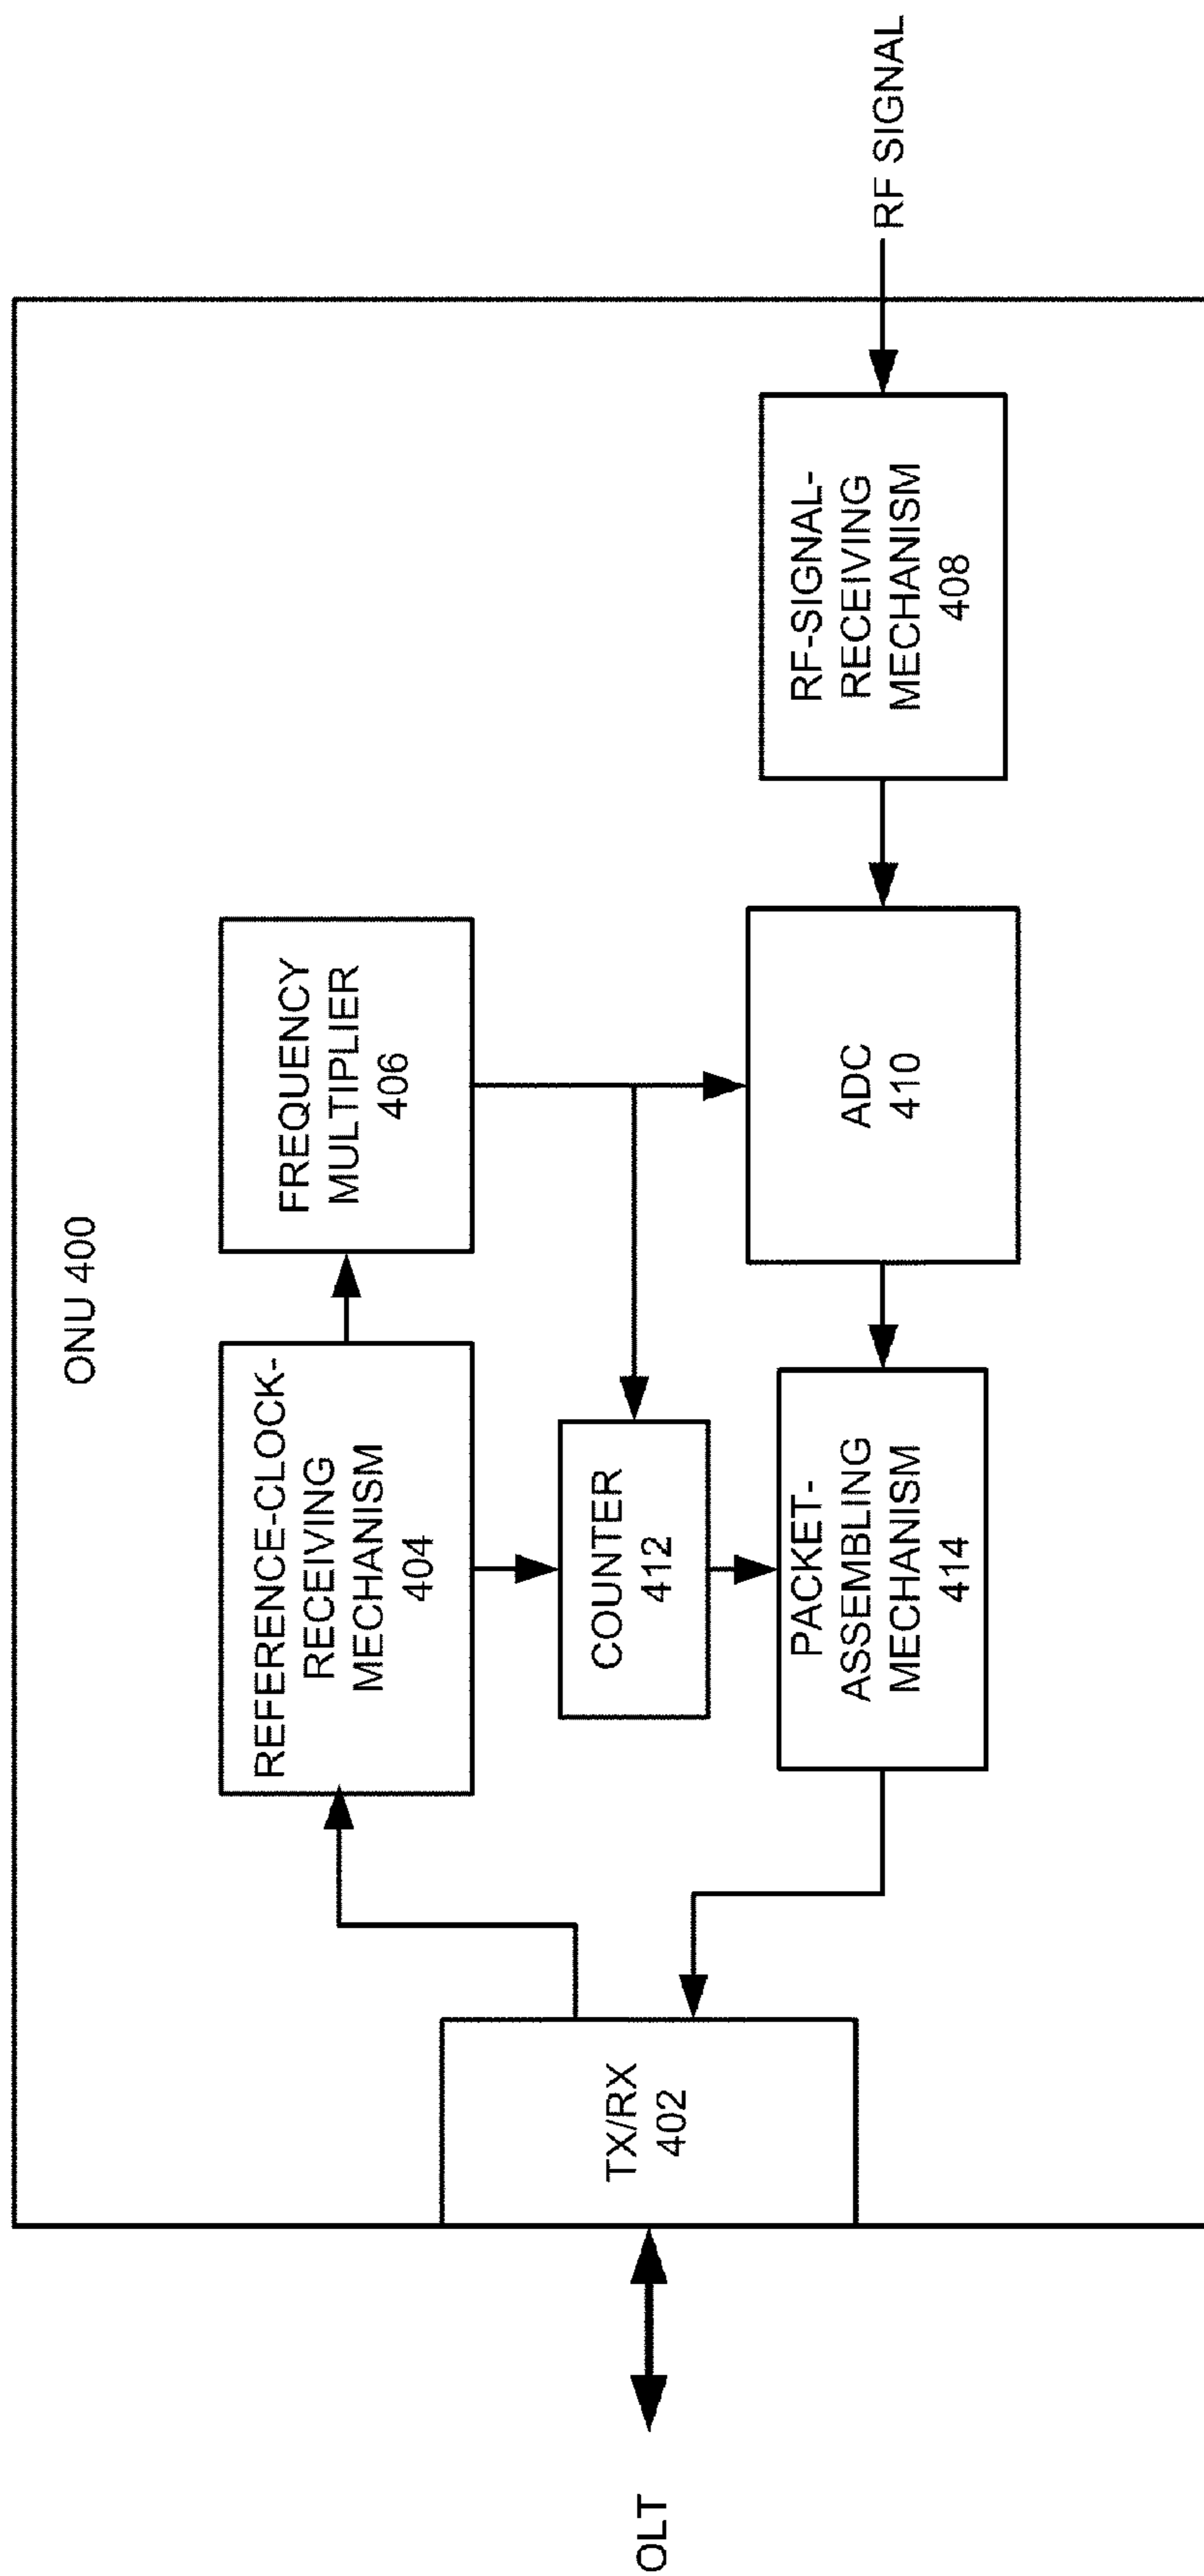 ONU 400
REFERENCE-CLOCK-
RECEIVING
MECHANISM
404
FREQUENCY
MULTIPLIER
406
COUNTER
412
TX/RX
402
OLT
PACKET-
ASSEMBLING
MECHANISM
414
ADC
410
RF-SIGNAL-
RECEIVING
MECHANISM
408
RF SIGNAL